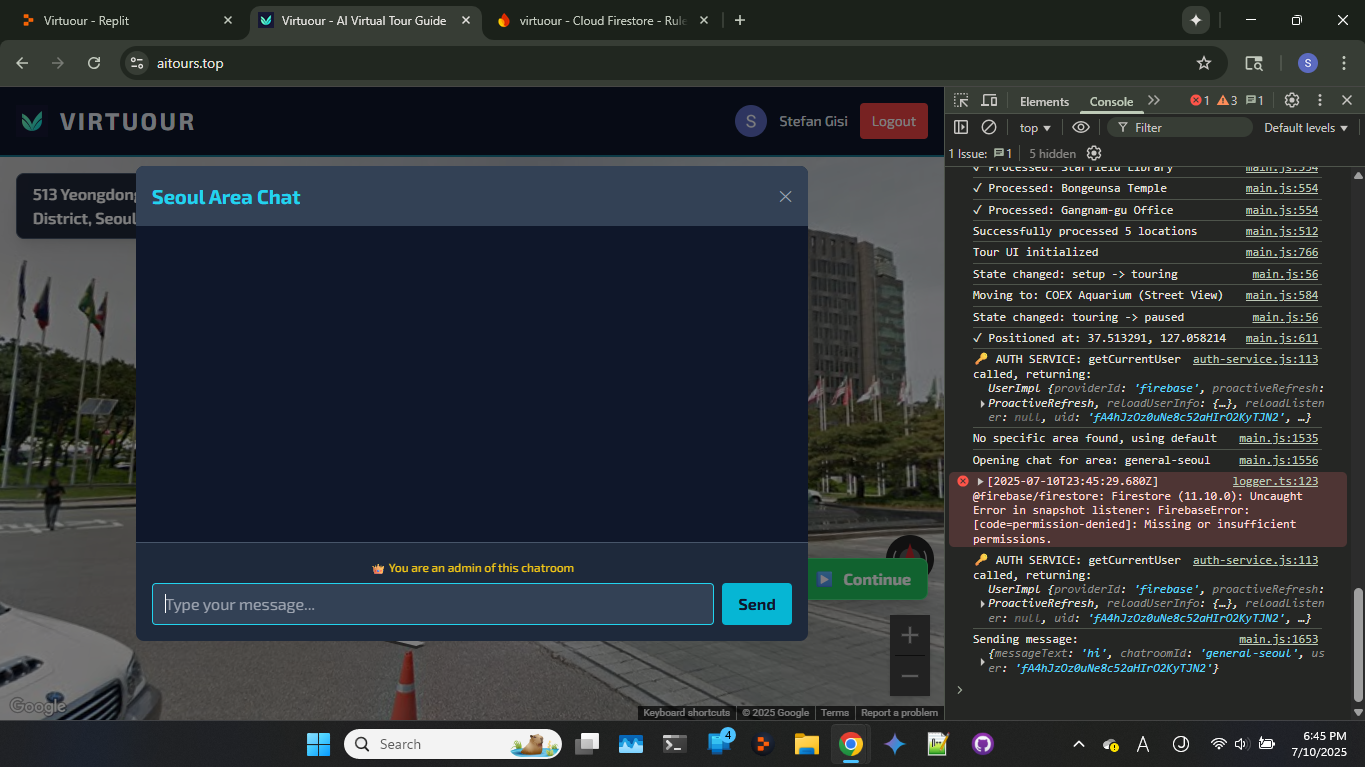 Virtuour - Replit
Virtuour - AI Virtual Tour Guide
virtuour - Cloud Firestore - Rule
aitours.top
S
VIRTUOUR
S
Stefan Gisi
Logout
513 Yeongdong
District, Seoul
Seoul Area Chat
👑 You are an admin of this chatroom
Type your message...
Send
Continue
Google
Keyboard shortcuts
© 2025 Google
Terms
Report a problem
Elements
Console
1
3
1
top
Filter
Default levels
1 Issue:
1
5 hidden
✓ Processed: Starfield Library main.js:554
✓ Processed: Bongeunsa Temple main.js:554
✓ Processed: Gangnam-gu Office main.js:554
Successfully processed 5 locations main.js:512
Tour UI initialized main.js:766
State changed: setup -> touring main.js:56
Moving to: COEX Aquarium (Street View) main.js:584
State changed: touring -> paused main.js:56
✓ Positioned at: 37.513291, 127.058214 main.js:611
🔑 AUTH SERVICE: getCurrentUser auth-service.js:113
called, returning:
UserImpl {providerId: 'firebase', proactiveRefresh:
ProactiveRefresh, reloadUserInfo: {…}, reloadListen
er: null, uid: 'fA4hJzOz0uNe8c52aHIrO2KyTJN2', …}
No specific area found, using default main.js:1535
Opening chat for area: general-seoul main.js:1556
[2025-07-10T23:45:29.680Z] logger.ts:123
@firebase/firestore: Firestore (11.10.0): Uncaught
Error in snapshot listener: FirebaseError:
[code=permission-denied]: Missing or insufficient
permissions.
🔑 AUTH SERVICE: getCurrentUser auth-service.js:113
called, returning:
UserImpl {providerId: 'firebase', proactiveRefresh:
ProactiveRefresh, reloadUserInfo: {…}, reloadListen
er: null, uid: 'fA4hJzOz0uNe8c52aHIrO2KyTJN2', …}
Sending message: main.js:1653
{messageText: 'hi', chatroomId: 'general-seoul', us
er: 'fA4hJzOz0uNe8c52aHIrO2KyTJN2'}
Search
4
6:45 PM
7/10/2025